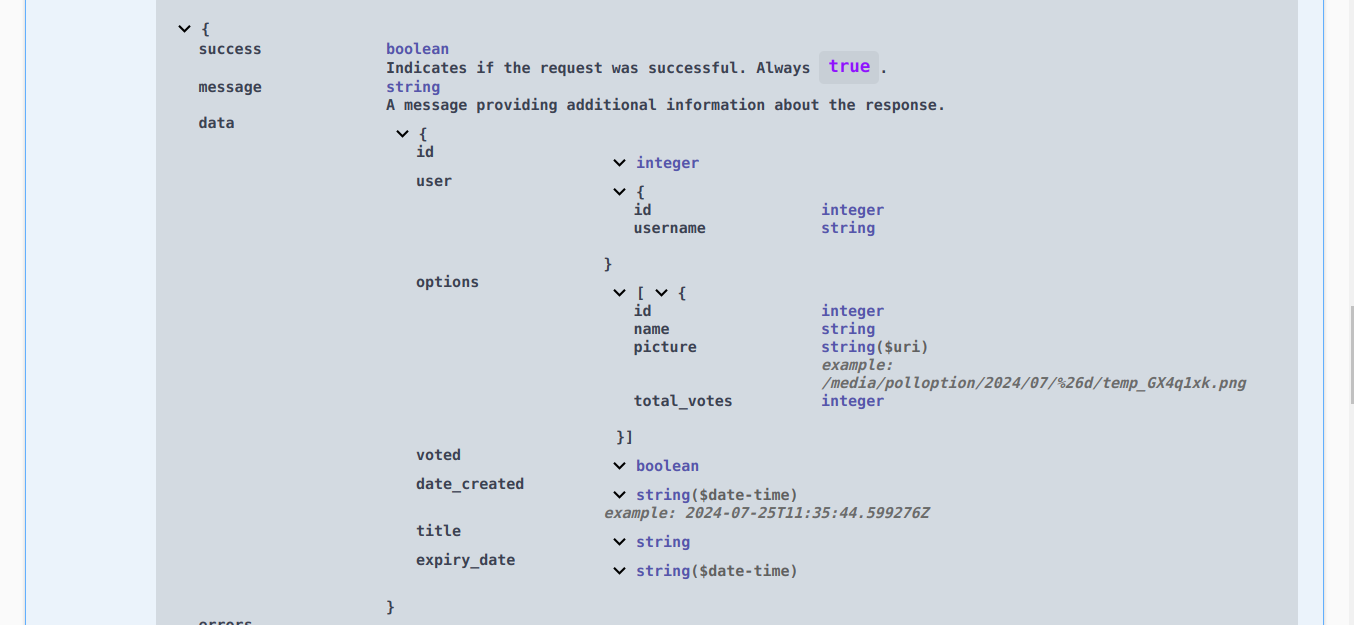 {
success boolean
Indicates if the request was successful. Always true .
message string
A message providing additional information about the response.
data
{
id
integer
user
{
id integer
username string
}
options
[ {
id integer
name string
picture string($uri)
example:
/media/polloption/2024/07/%26d/temp_GX4q1xk.png
total_votes integer
}]
voted
boolean
date_created
string($date-time)
example: 2024-07-25T11:35:44.599276Z
title
string
expiry_date
string($date-time)
}
errors